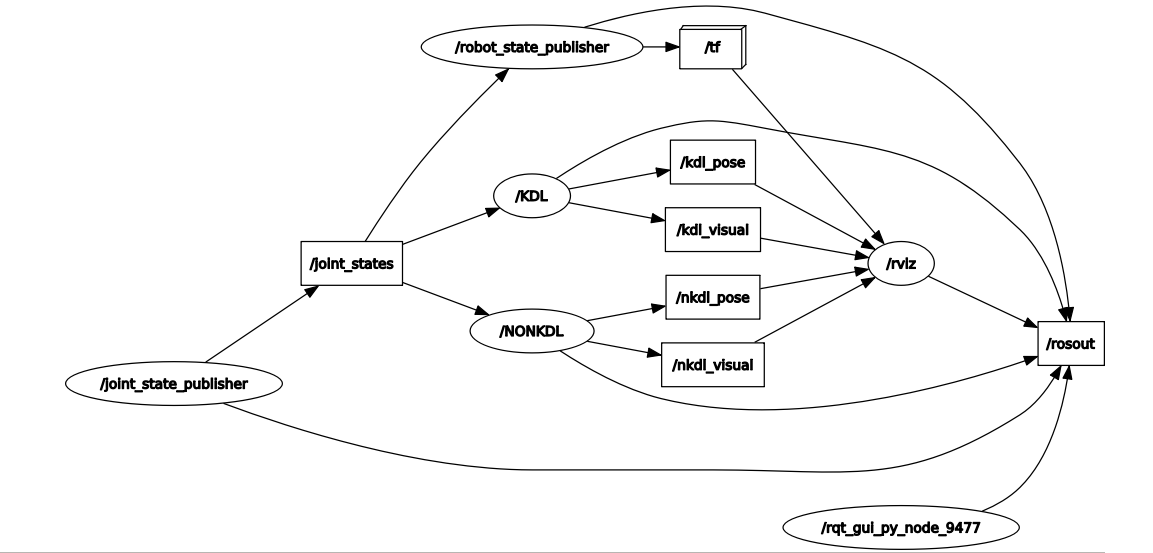 /robot_state_publisher
/tf
/kdl_pose
/KDL
/kdl_visual
/joint_states
/rviz
/nkdl_pose
/NONKDL
/rosout
/nkdl_visual
/joint_state_publisher
/rqt_gui_py_node_9477